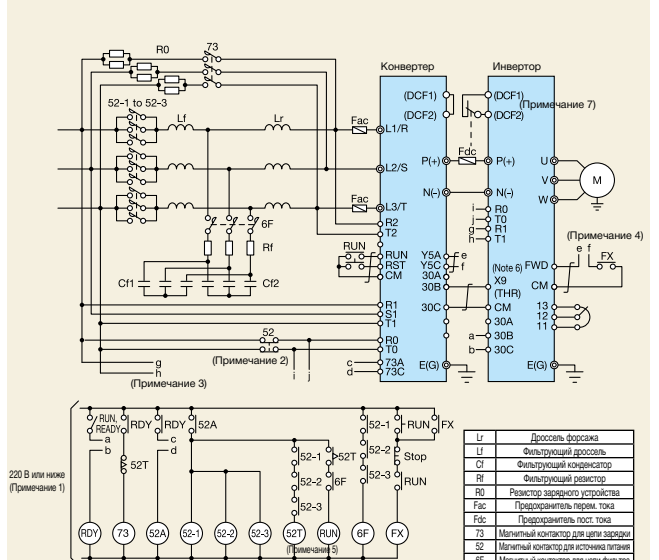 R0
73
Конвертер
Инвертор
52-1 to 52-3
(DCF1)
(DCF2)
(DCF1)
(DCF2)
(Примечание 7)
Lf
Lr
Fac
L1/R
Fdc
P(+)
P(+)
U
L2/S
V
M
Fac
N(-)
N(-)
W
L3/T
i
R0
j
T0
R2
g
R1
T2
h
T1
6F
(Примечание 4)
Rf
RUN
RUN
Y5A
e
RST
Y5C
f
CM
30A
30B
(Note 6)
FWD
e f
FX
X9
(THR)
CM
Cf1
Cf2
R1
30C
CM
13
S1
30A
12
T1
11
52
R0
a
30B
T0
b
30C
(Примечание 2)
g
c
73A
h
i
j
d
73C
E(G)
E(G)
(Примечание 3)
RUN,
READY
RDY
RDY
52A
52-1
RUN
FX
a
c
b
d
52T
52-1
52T
52-2
Stop
52-2
6F
52-3
RUN
52-3
220 В или ниже
(Примечание 1)
RDY
73
52A
52-1
52-2
52-3
52T
RUN
6F
FX
(Примечание 5)
Lr Дроссель форсажа
Lf Фильтрующий дроссель
Cf Фильтрующий конденсатор
Rf Фильтрующий резистор
R0 Резистор зарядного устройства
Fac Предохранитель перем. тока
Fdc Предохранитель пост. тока
73 Магнитный контактор для цепи зарядки
52 Магнитный контактор для источника питания